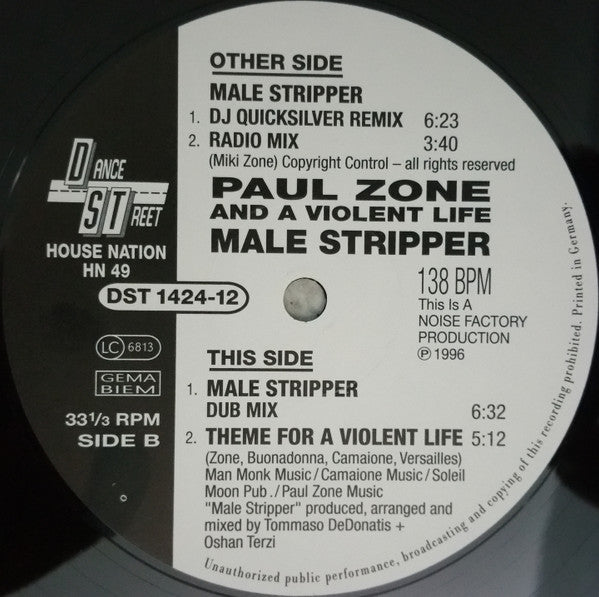 OTHER SIDE
MALE STRIPPER
1. DJ QUICKSILVER REMIX 6:23
2. RADIO MIX 3:40
(Miki Zone) Copyright Control – all rights reserved
PAUL ZONE
AND A VIOLENT LIFE
MALE STRIPPER
DANCE
STREET
HOUSE NATION
HN 49
DST 1424-12
138 BPM
This Is A
NOISE FACTORY
PRODUCTION
Ⓟ 1996
LC 6813
GEMA
BIEM
33 1/3 RPM
SIDE B
THIS SIDE
1. MALE STRIPPER
DUB MIX 6:32
2. THEME FOR A VIOLENT LIFE 5:12
(Zone, Buonadonna, Camaione, Versailles)
Man Monk Music / Camaione Music / Soleil
Moon Pub. / Paul Zone Music
"Male Stripper" produced, arranged and
mixed by Tommaso DeDonatis +
Oshan Terzi
Unauthorized public performance, broadcasting and copying of this recording prohibited. Printed in Germany.